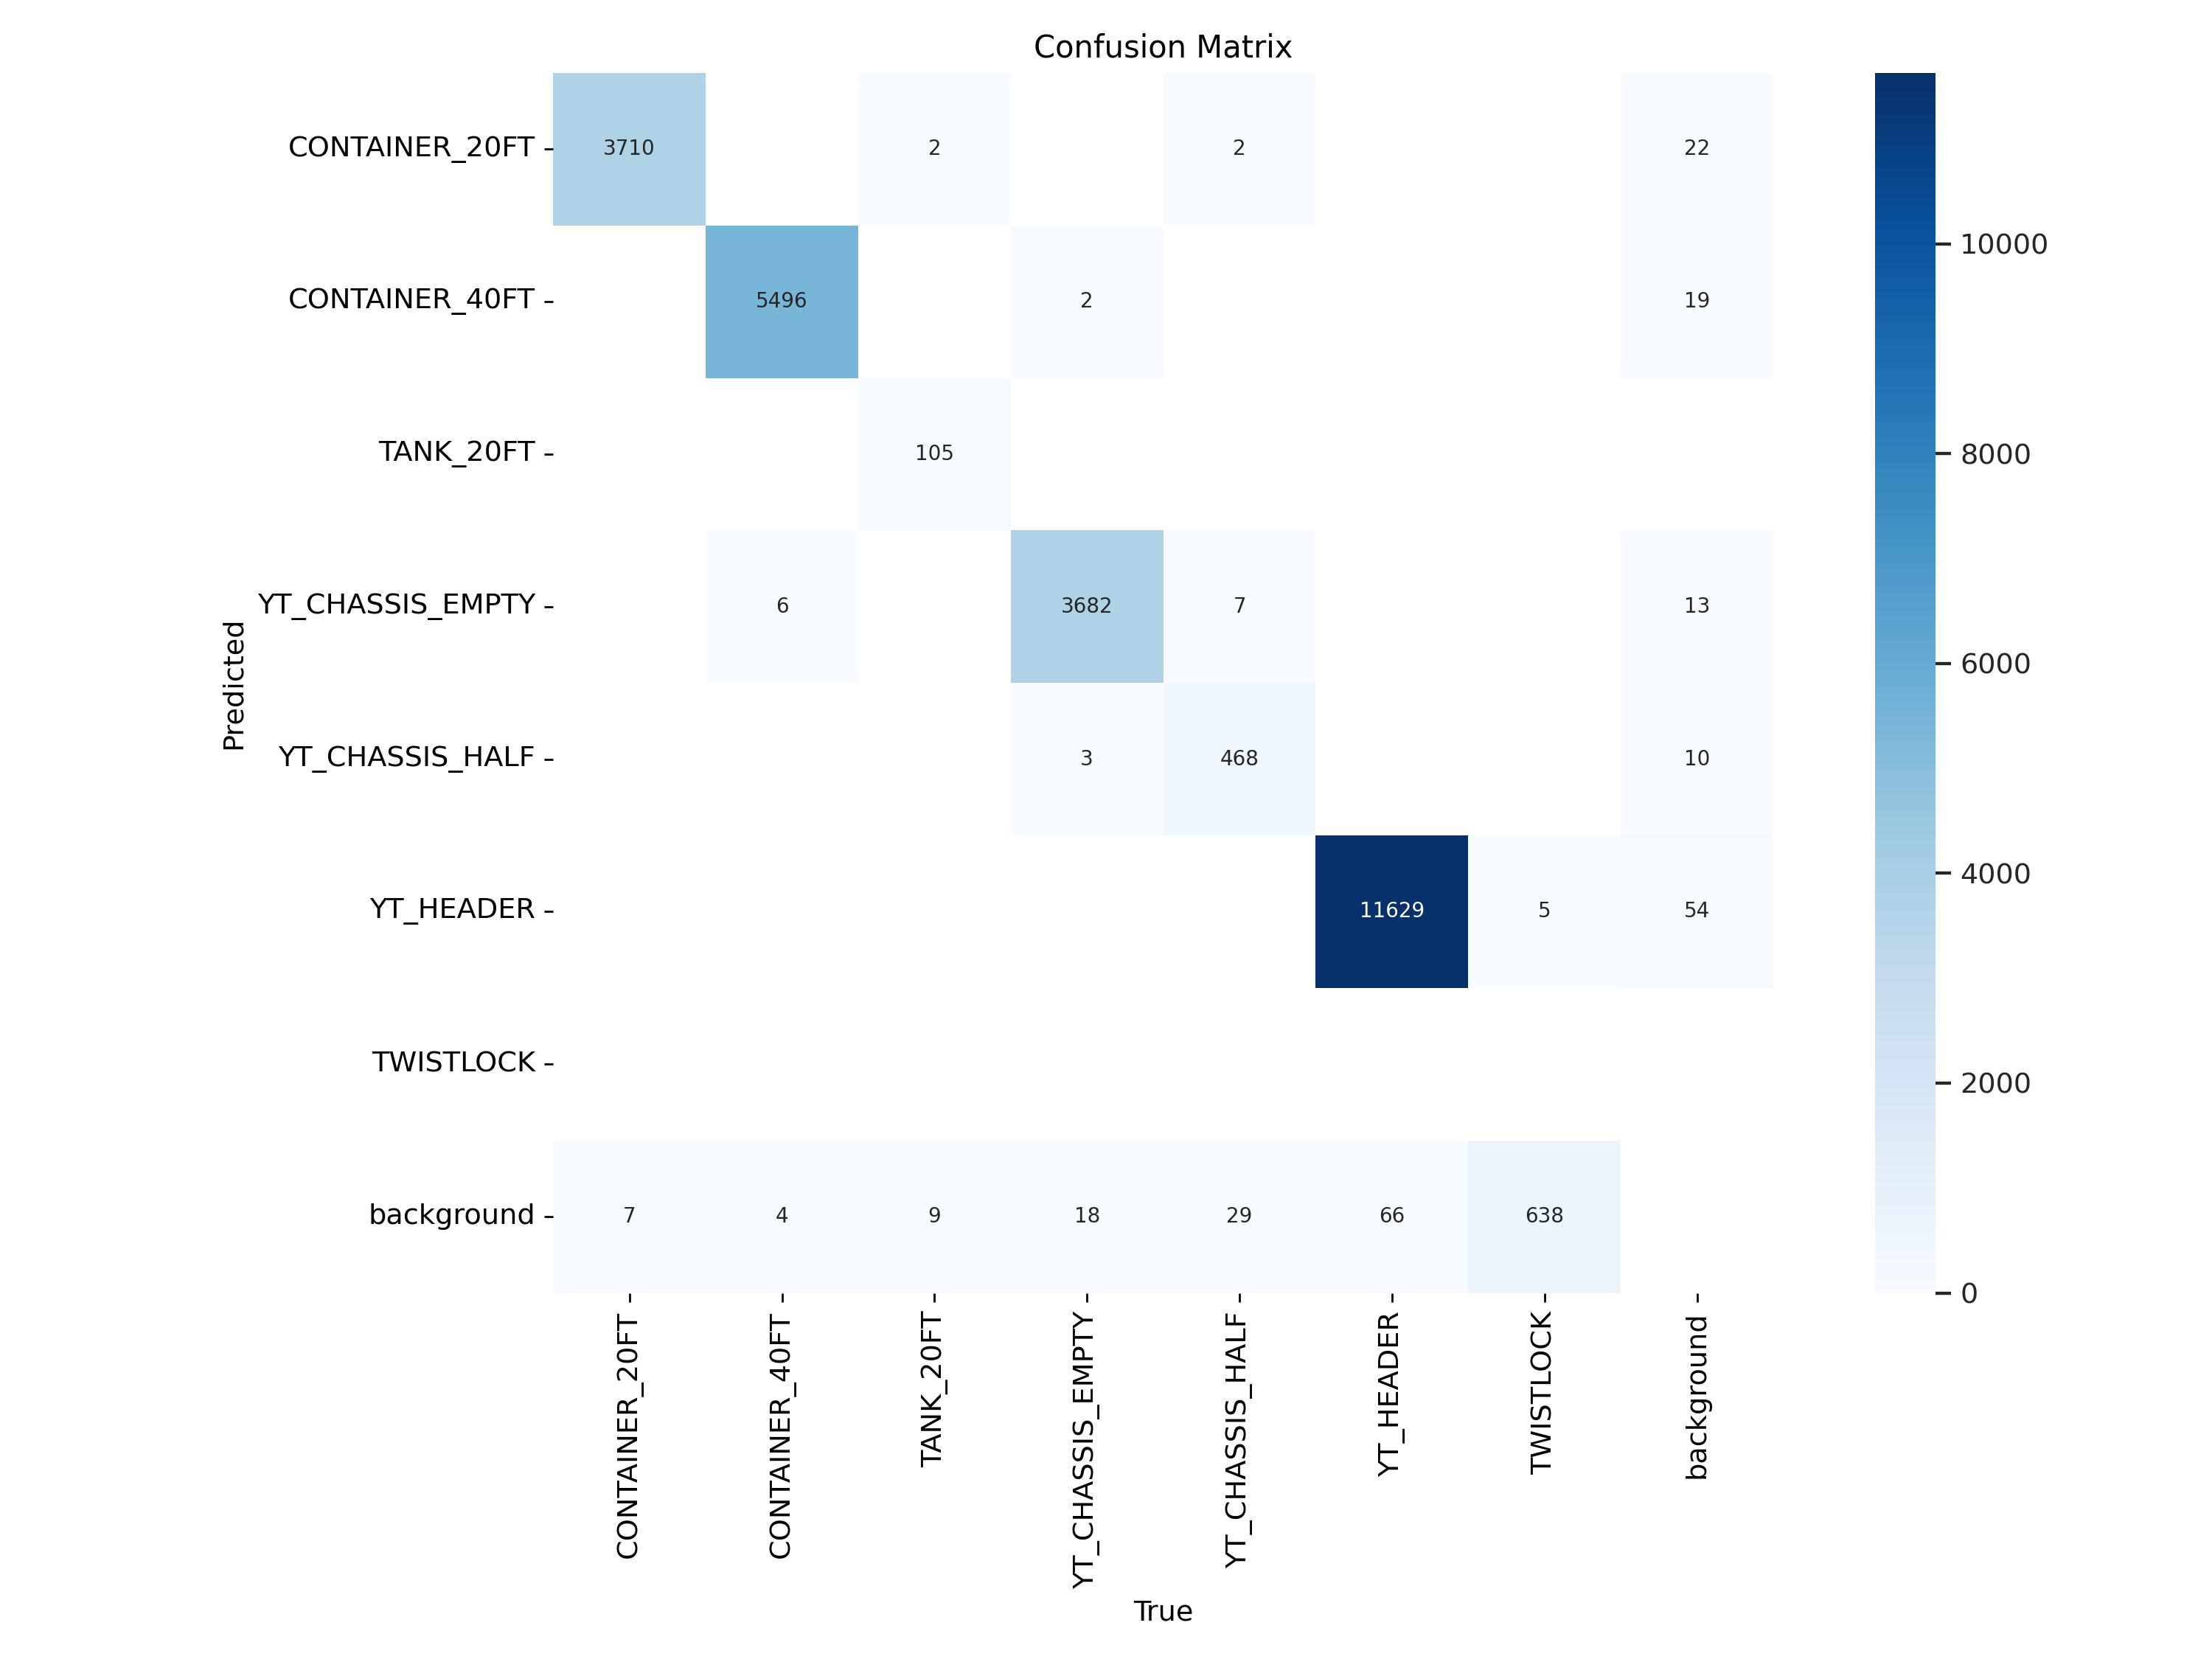 Confusion Matrix
CONTAINER_20FT 3710 2 2 22
CONTAINER_40FT 5496 2 19
TANK_20FT 105
YT_CHASSIS_EMPTY 6 3682 7 13
YT_CHASSIS_HALF 3 468 10
YT_HEADER 11629 5 54
TWISTLOCK
background 7 4 9 18 29 66 638
Predicted
CONTAINER_20FT
CONTAINER_40FT
TANK_20FT
YT_CHASSIS_EMPTY
YT_CHASSIS_HALF
YT_HEADER
TWISTLOCK
background
True
10000
8000
6000
4000
2000
0